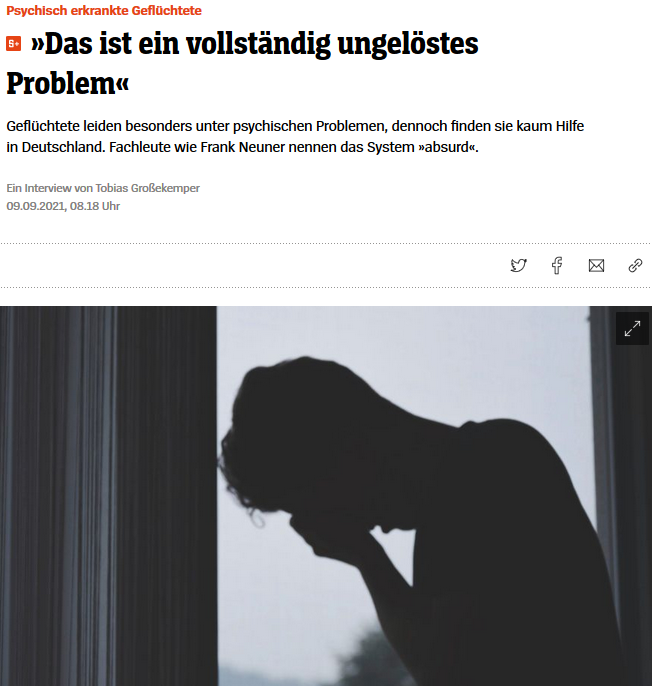 Psychisch erkrankte Geflüchtete
S+ »Das ist ein vollständig ungelöstes
Problem«
Geflüchtete leiden besonders unter psychischen Problemen, dennoch finden sie kaum Hilfe
in Deutschland. Fachleute wie Frank Neuner nennen das System »absurd«.
Ein Interview von Tobias Großekemper
09.09.2021, 08.18 Uhr